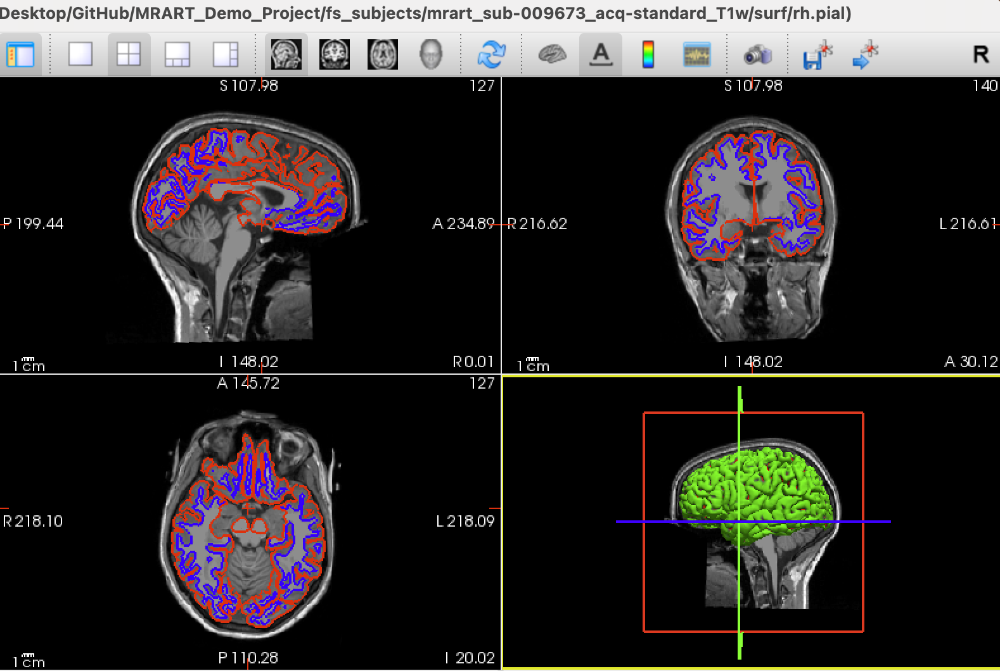 Desktop/GitHub/MRART_Demo_Project/fs_subjects/mrart_sub-009673_acq-standard_T1w/surf/rh.pial)
A
R
S 107.98
127
P 199.44
A 234.89
1 cm
I 148.02
R 0.01
S 107.98
140
R 216.62
L 216.61
1 cm
I 148.02
A 30.12
A 145.72
127
R 218.10
L 218.09
1 cm
P 110.28
I 20.02